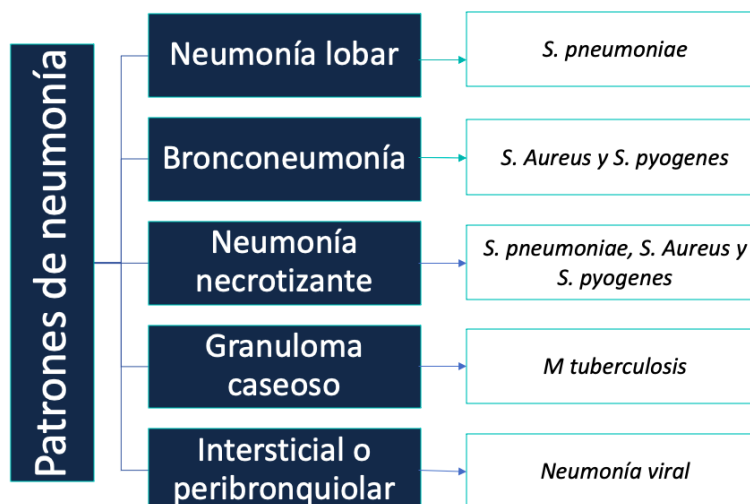 Patrones de neumonía
Neumonía lobar
S. pneumoniae
Bronconeumonía
S. Aureus y S. pyogenes
Neumonía
necrotizante
S. pneumoniae, S. Aureus y
S. pyogenes
Granuloma
caseoso
M tuberculosis
Intersticial o
peribronquiolar
Neumonía viral